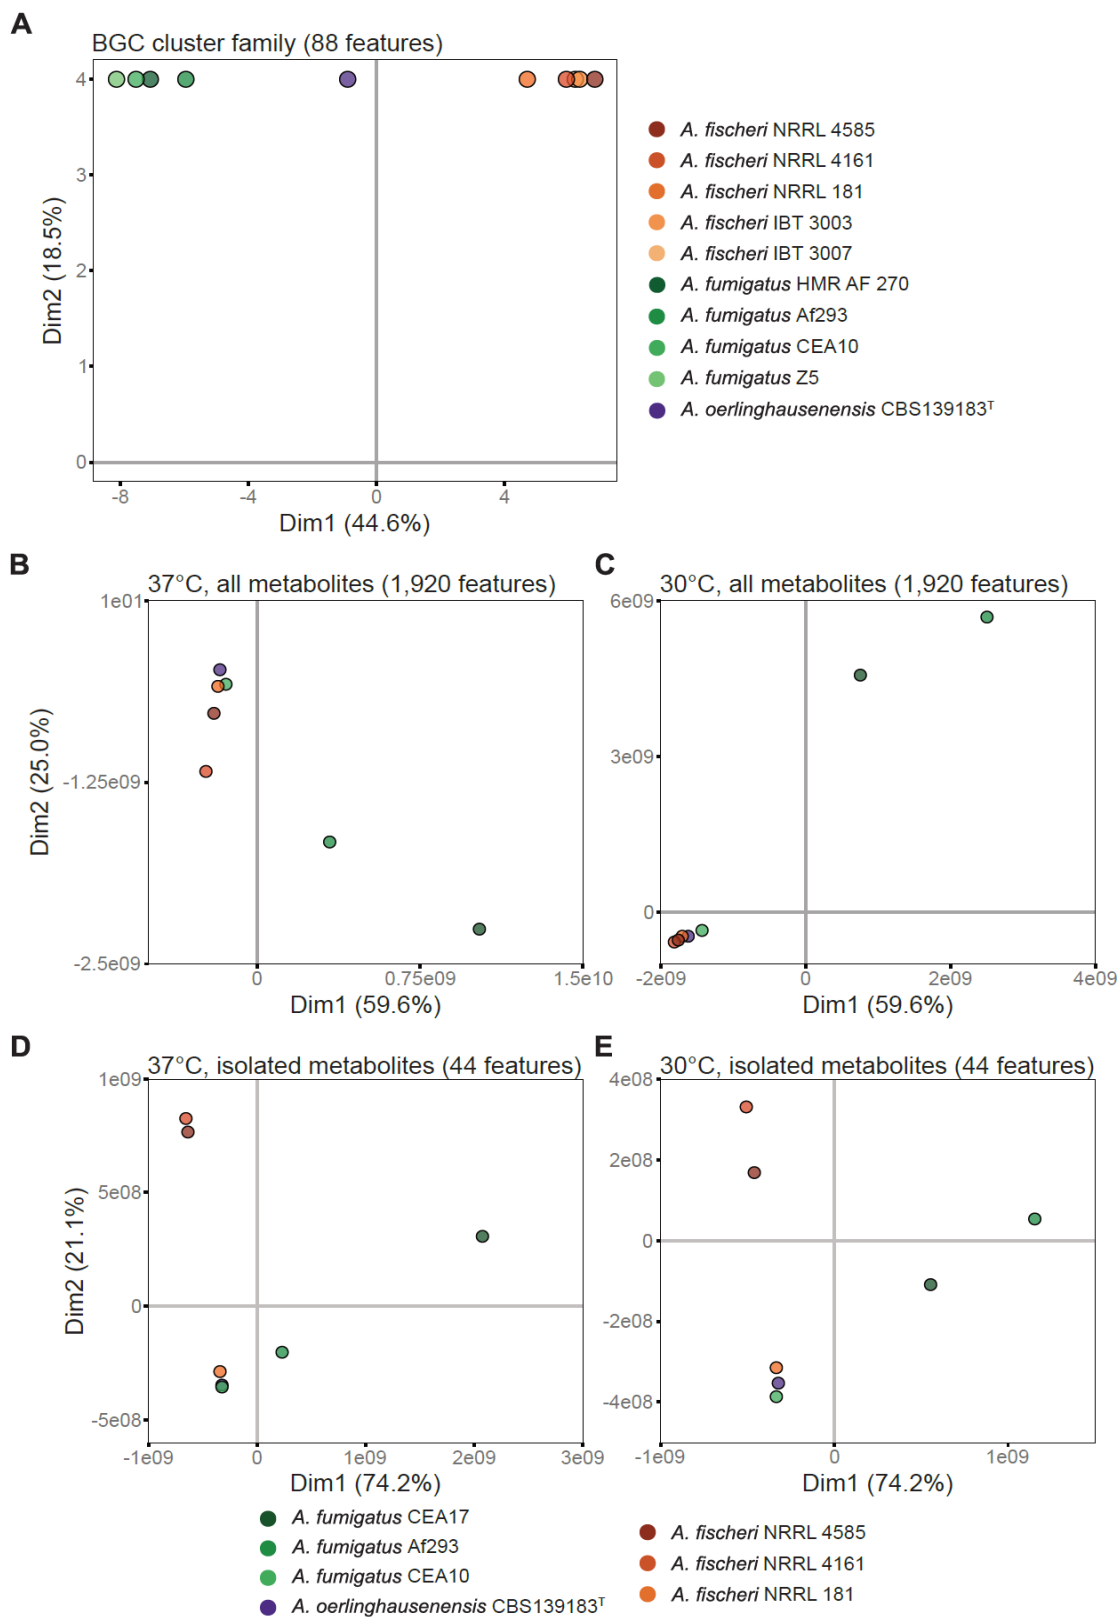 A
BGC cluster family (88 features)
4
3
2
1
0
Dim2 (18.5%)
-8
-4
0
4
Dim1 (44.6%)
A. fischeri NRRL 4585
A. fischeri NRRL 4161
A. fischeri NRRL 181
A. fischeri IBT 3003
A. fischeri IBT 3007
A. fumigatus HMR AF 270
A. fumigatus Af293
A. fumigatus CEA10
A. fumigatus Z5
A. oerlinghausenensis CBS139183ᵀ
B
37°C, all metabolites (1,920 features)
1e01
-1.25e09
-2.5e09
Dim2 (25.0%)
0
0.75e09
1.5e10
Dim1 (59.6%)
C
30°C, all metabolites (1,920 features)
6e09
3e09
0
-2e09
0
2e09
4e09
Dim1 (59.6%)
D
37°C, isolated metabolites (44 features)
1e09
5e08
0
-5e08
Dim2 (21.1%)
-1e09
0
1e09
2e09
3e09
Dim1 (74.2%)
E
30°C, isolated metabolites (44 features)
4e08
2e08
0
-2e08
-4e08
-1e09
0
1e09
Dim1 (74.2%)
A. fumigatus CEA17
A. fumigatus Af293
A. fumigatus CEA10
A. oerlinghausenensis CBS139183ᵀ
A. fischeri NRRL 4585
A. fischeri NRRL 4161
A. fischeri NRRL 181